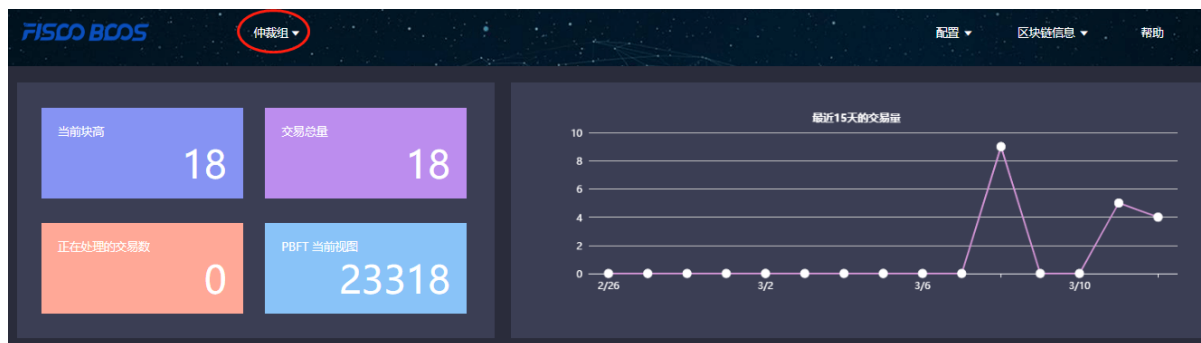 FISCO BCOS
仲裁组
配置
区块链信息
帮助
当前块高
18
交易总量
18
正在处理的交易数
0
PBFT 当前视图
23318
最近15天的交易量
10
8
6
4
2
0
2/26
3/2
3/6
3/10